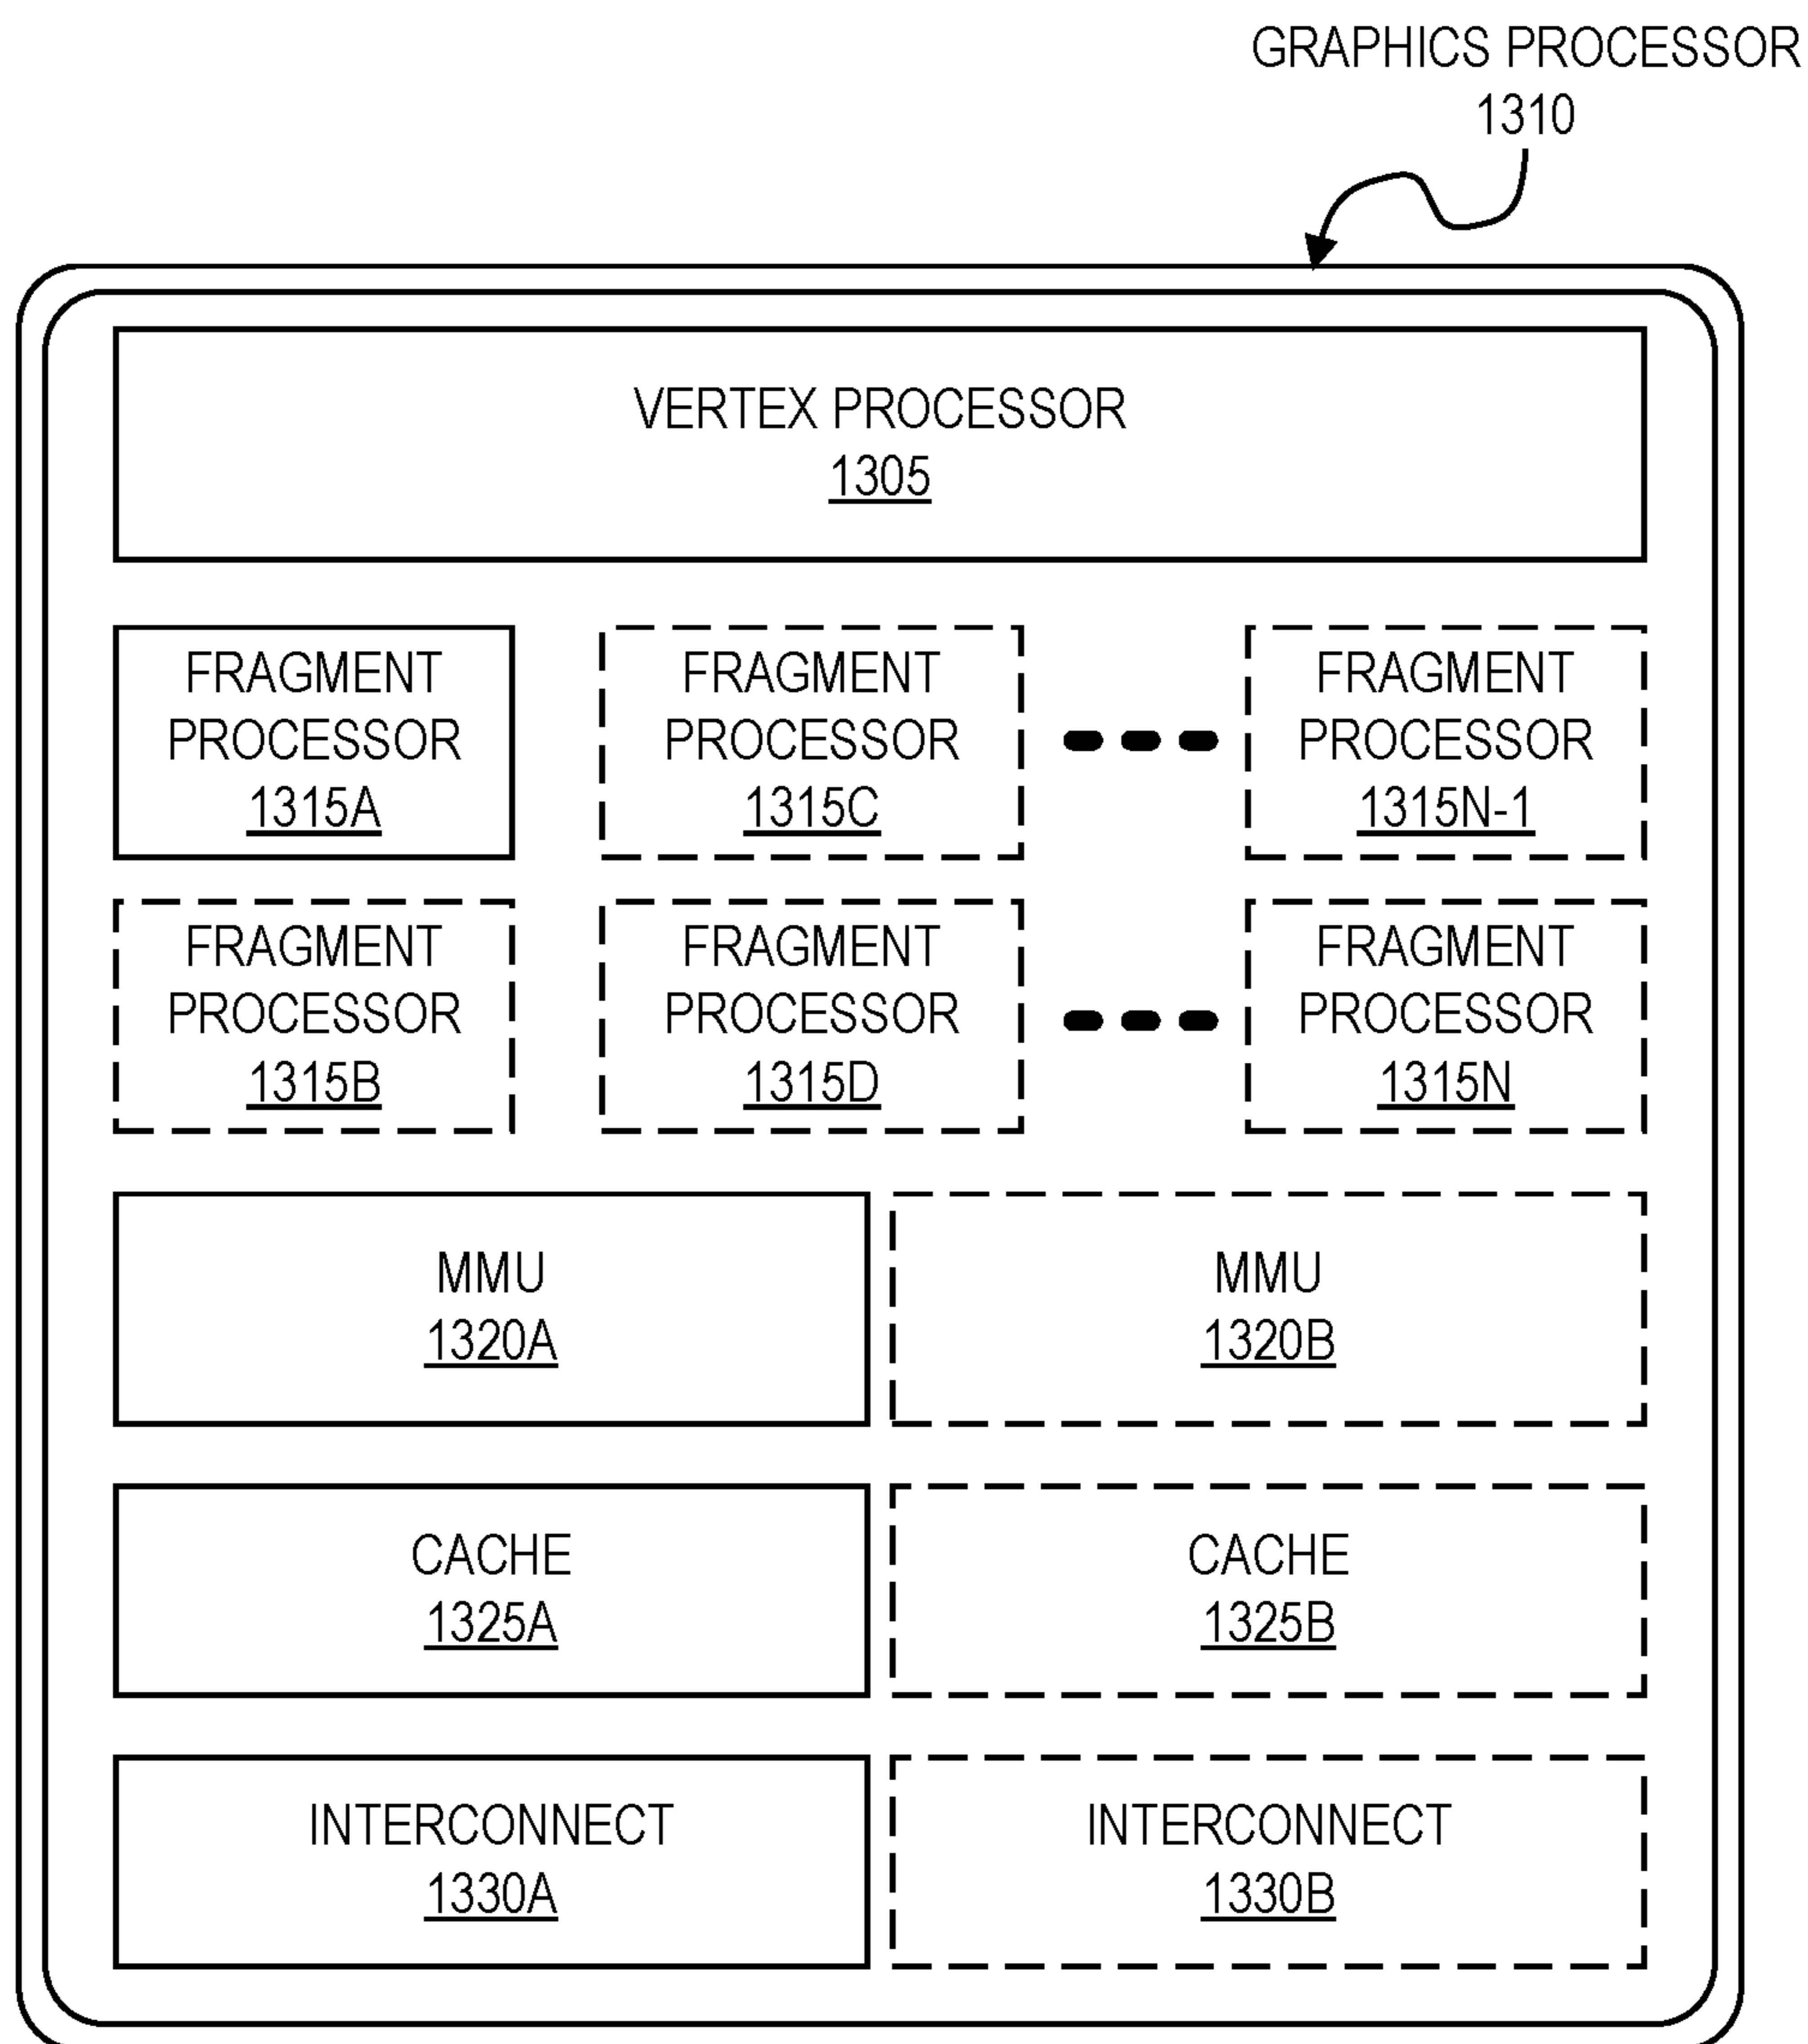 GRAPHICS PROCESSOR
1310
VERTEX PROCESSOR
1305
FRAGMENT
PROCESSOR
1315A
FRAGMENT
PROCESSOR
1315C
FRAGMENT
PROCESSOR
1315N-1
FRAGMENT
PROCESSOR
1315B
FRAGMENT
PROCESSOR
1315D
FRAGMENT
PROCESSOR
1315N
MMU
1320A
MMU
1320B
CACHE
1325A
CACHE
1325B
INTERCONNECT
1330A
INTERCONNECT
1330B